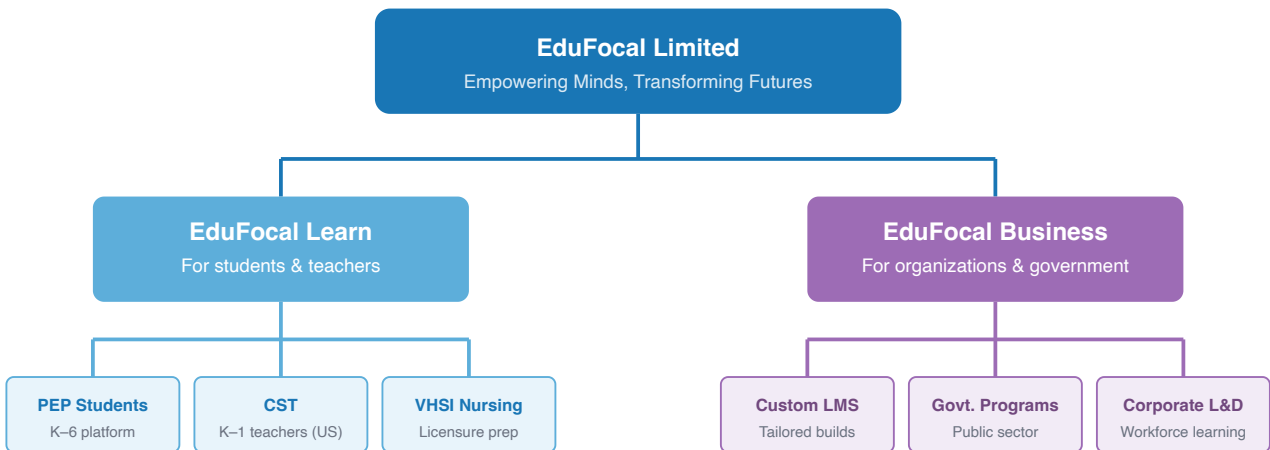 EduFocal Limited
Empowering Minds, Transforming Futures
EduFocal Learn
For students & teachers
EduFocal Business
For organizations & government
PEP Students
K–6 platform
CST
K–1 teachers (US)
VHSI Nursing
Licensure prep
Custom LMS
Tailored builds
Govt. Programs
Public sector
Corporate L&D
Workforce learning